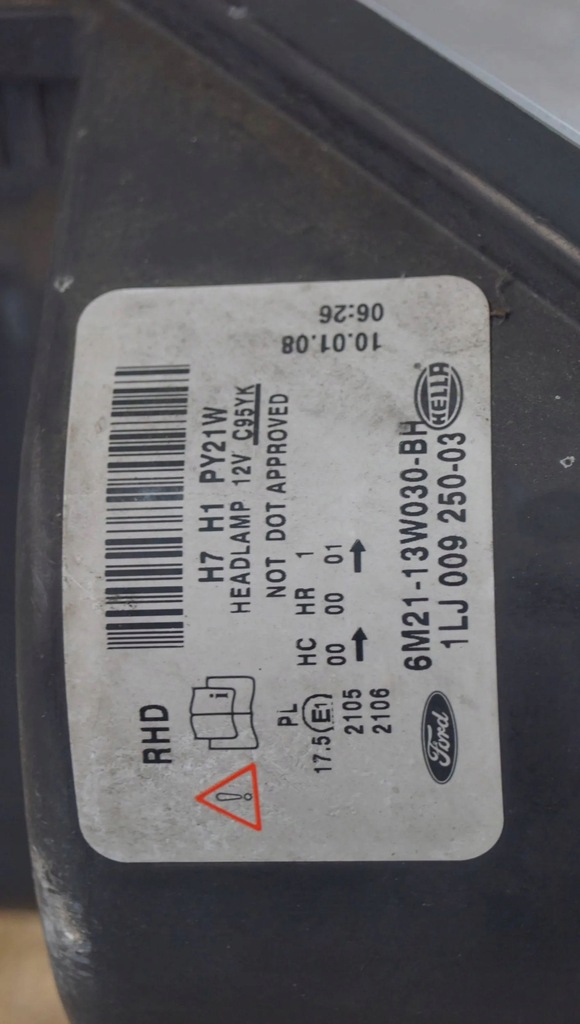 RHD
H7 H1 PY21W
HEADLAMP 12V C95YK
NOT DOT APPROVED
i
PL
17.5 E1
2105
2106
HC HR 1
00 00 01
10.01.08
06:26
Ford
6M21-13W030-BH
1LJ 009 250-03
HELLA